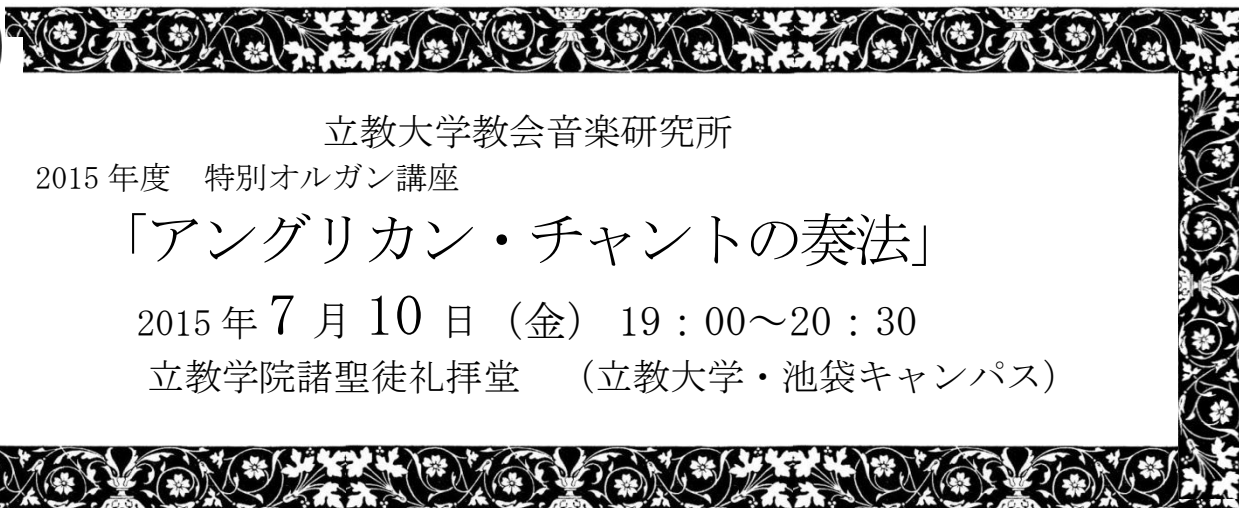 立教大学教会音楽研究所
2015 年度　特別オルガン講座
「アングリカン・チャントの奏法」
2015 年 7 月 10 日（金） 19：00～20：30
立教学院諸聖徒礼拝堂　（立教大学・池袋キャンパス）